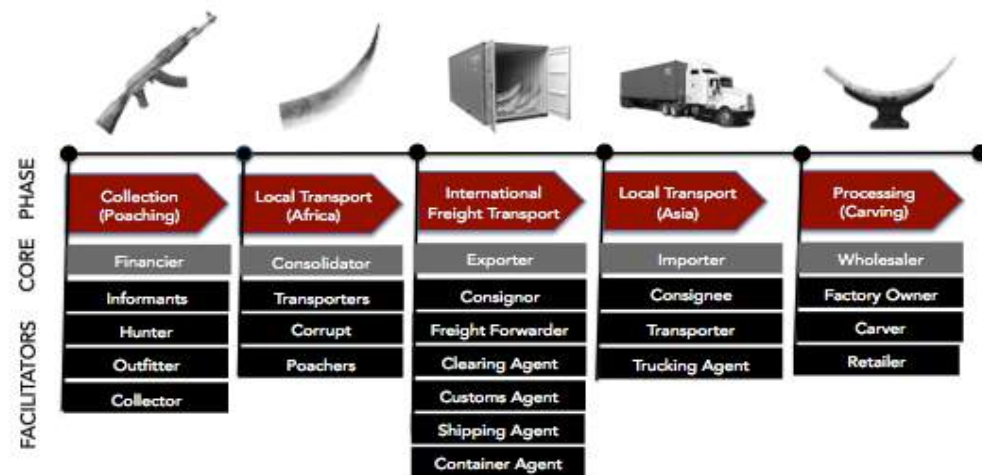 PHASE
Collection
(Poaching)
Local Transport
(Africa)
International
Freight Transport
Local Transport
(Asia)
Processing
(Carving)
CORE
Financier
Consolidator
Exporter
Importer
Wholesaler
FACILITATORS
Informants
Transporters
Consignor
Consignee
Factory Owner
Hunter
Corrupt
Freight Forwarder
Transporter
Carver
Outfitter
Poachers
Clearing Agent
Trucking Agent
Retailer
Collector
Customs Agent
Shipping Agent
Container Agent